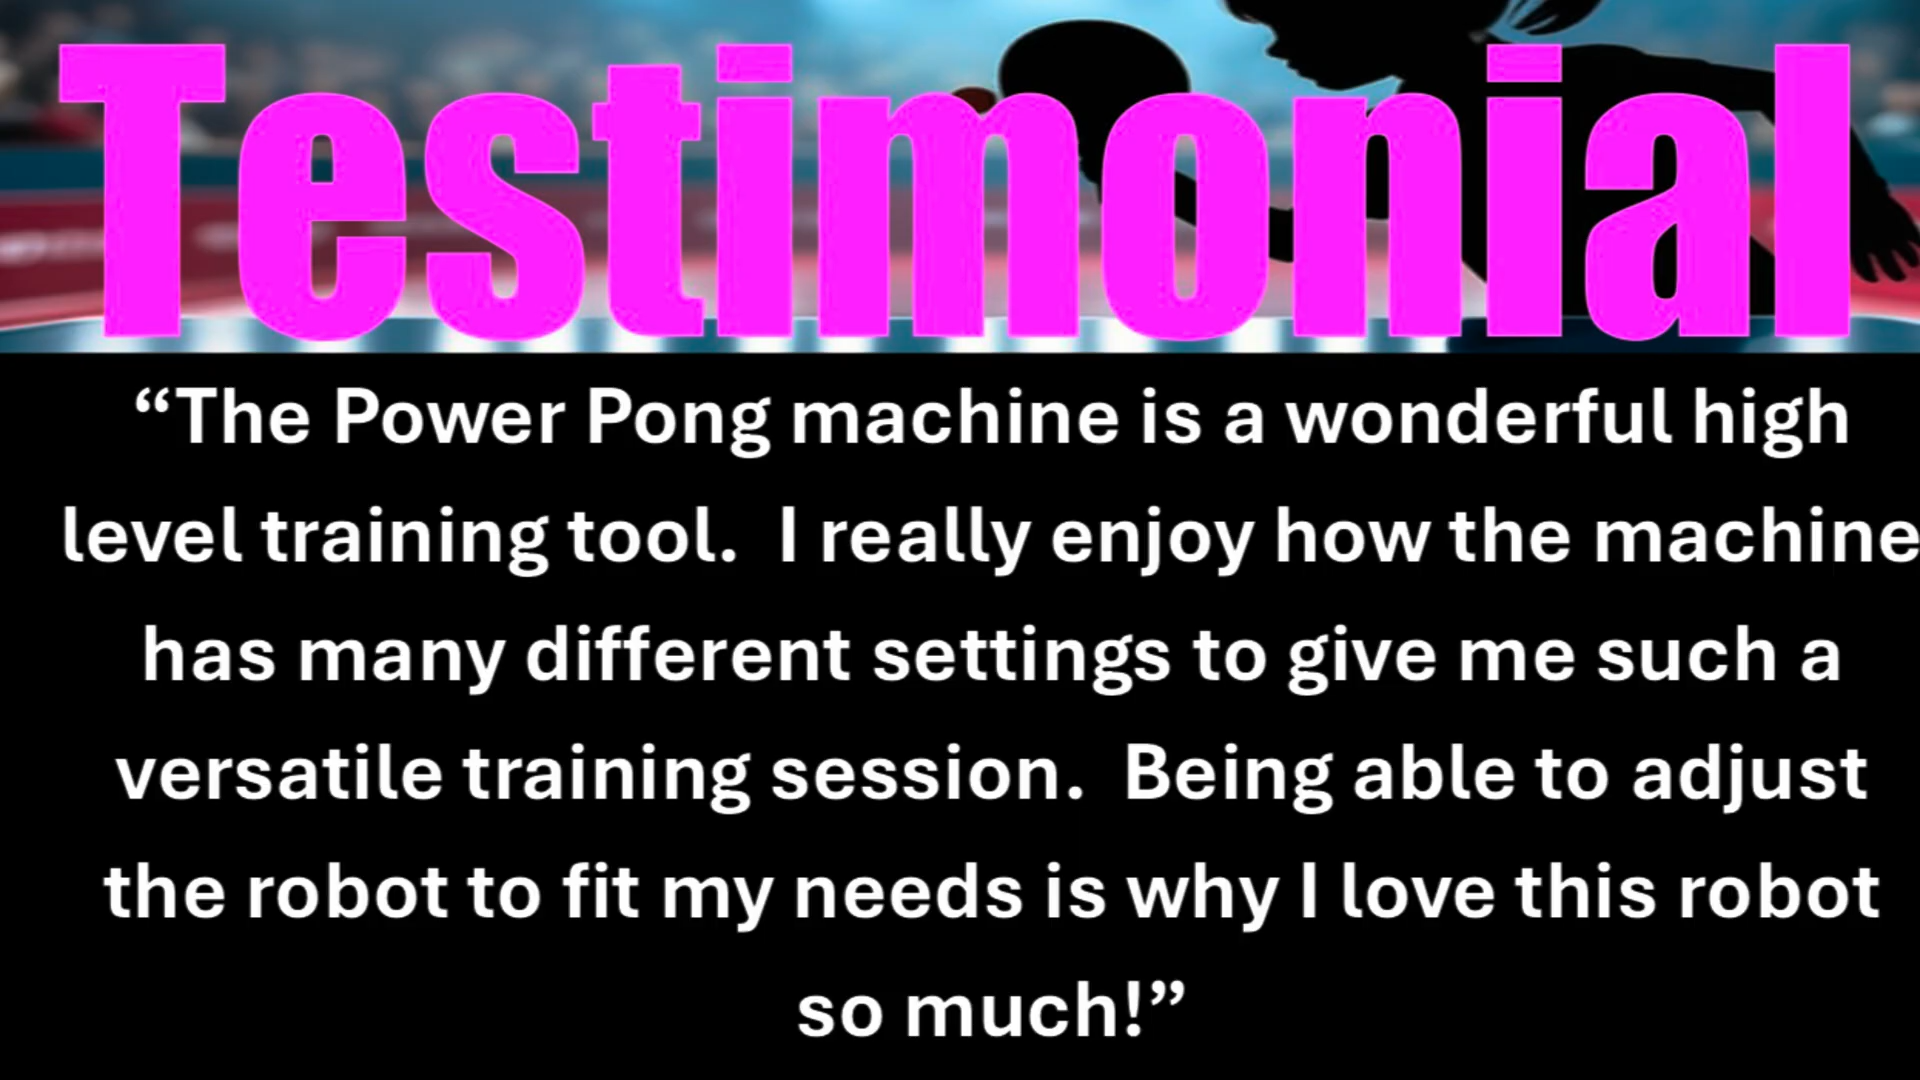 Testimonial
“The Power Pong machine is a wonderful high
level training tool.  I really enjoy how the machine
has many different settings to give me such a
versatile training session.  Being able to adjust
the robot to fit my needs is why I love this robot
so much!”